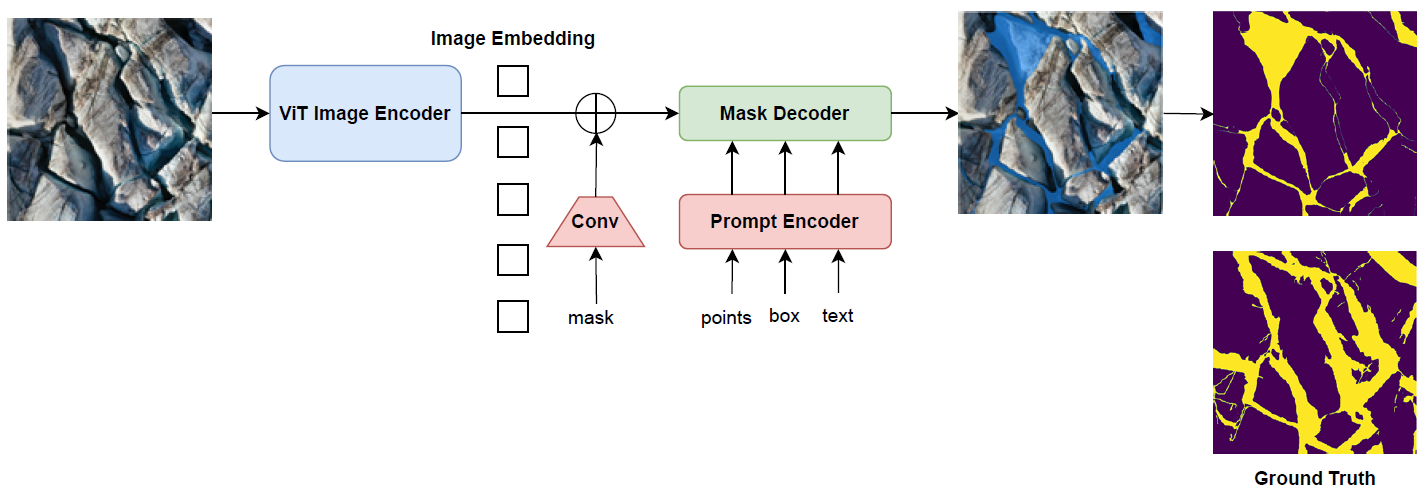 Image Embedding
ViT Image Encoder
Mask Decoder
Conv
Prompt Encoder
mask
points
box
text
Ground Truth